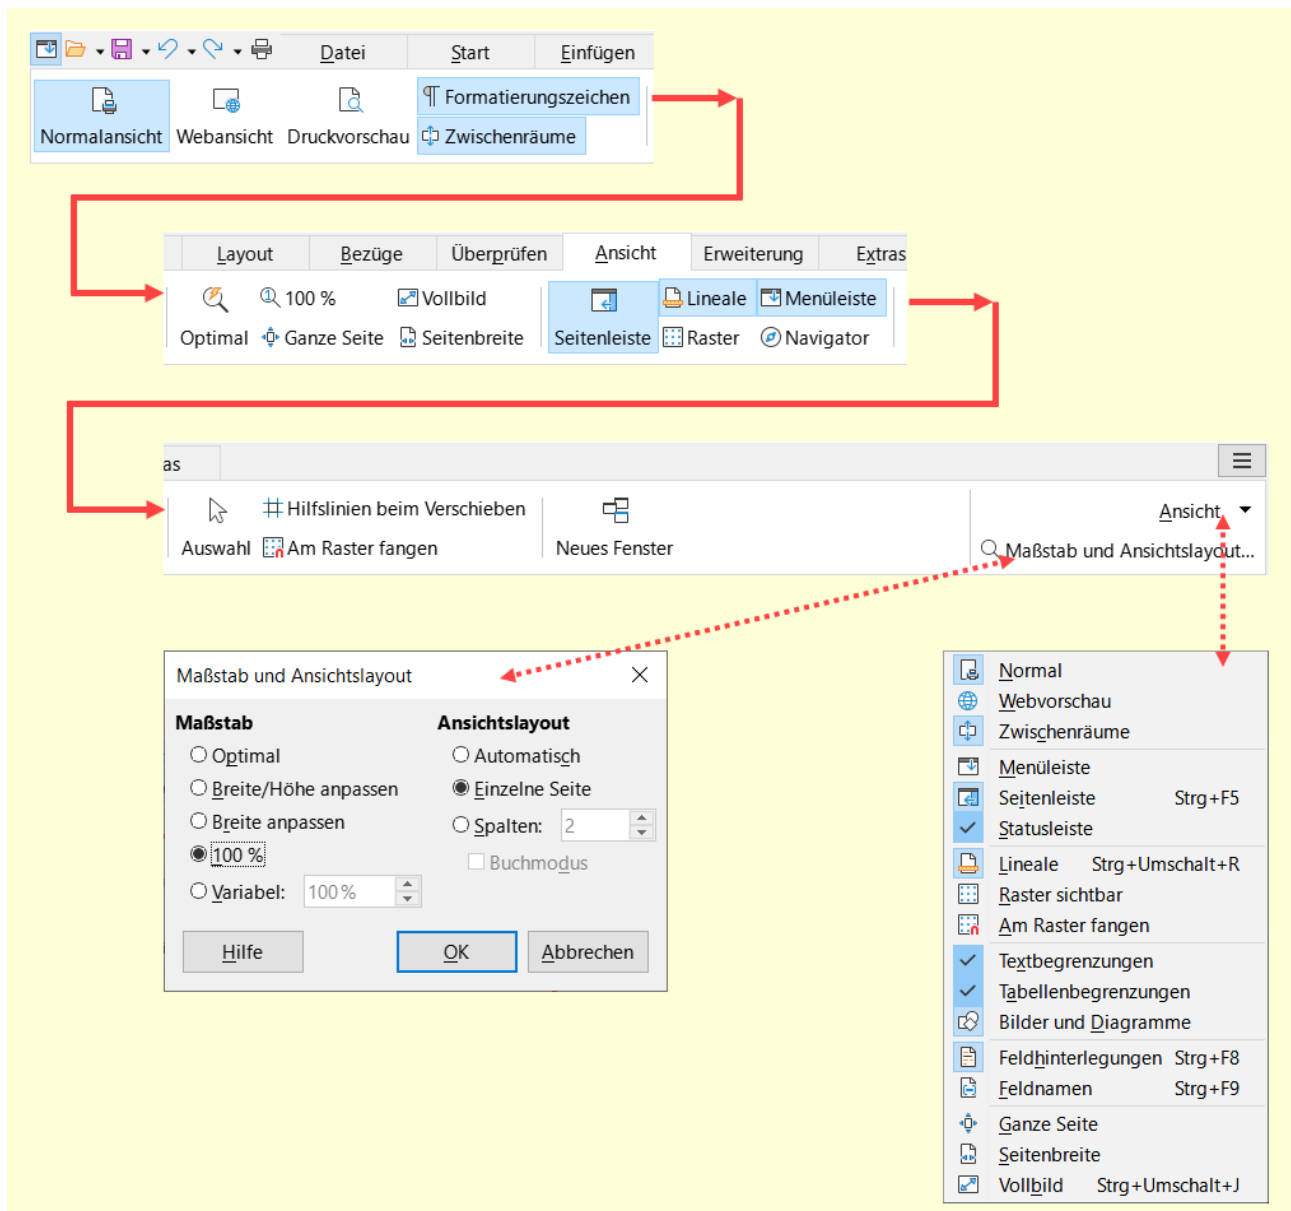 Datei Start Einfügen
Formatierungszeichen
Normalansicht Webansicht Druckvorschau Zwischenräume
Layout Bezüge Überprüfen Ansicht Erweiterung Extras
100 % Vollbild Lineale Menüleiste
Optimal Ganze Seite Seitenbreite Seitenleiste Raster Navigator
as
Hilfslinien beim Verschieben Ansicht
Auswahl Am Raster fangen Neues Fenster Maßstab und Ansichtslayout...
Maßstab und Ansichtslayout
Maßstab Ansichtslayout
Optimal Automatisch
Breite/Höhe anpassen Einzelne Seite
Breite anpassen Spalten: 2
100 % Buchmodus
Variabel: 100%
Hilfe OK Abbrechen
Normal
Webvorschau
Zwischenräume
Menüleiste
Seitenleiste Strg+F5
Statusleiste
Lineale Strg+Umschalt+R
Raster sichtbar
Am Raster fangen
Textbegrenzungen
Tabellenbegrenzungen
Bilder und Diagramme
Feldhinterlegungen Strg+F8
Feldnamen Strg+F9
Ganze Seite
Seitenbreite
Vollbild Strg+Umschalt+J